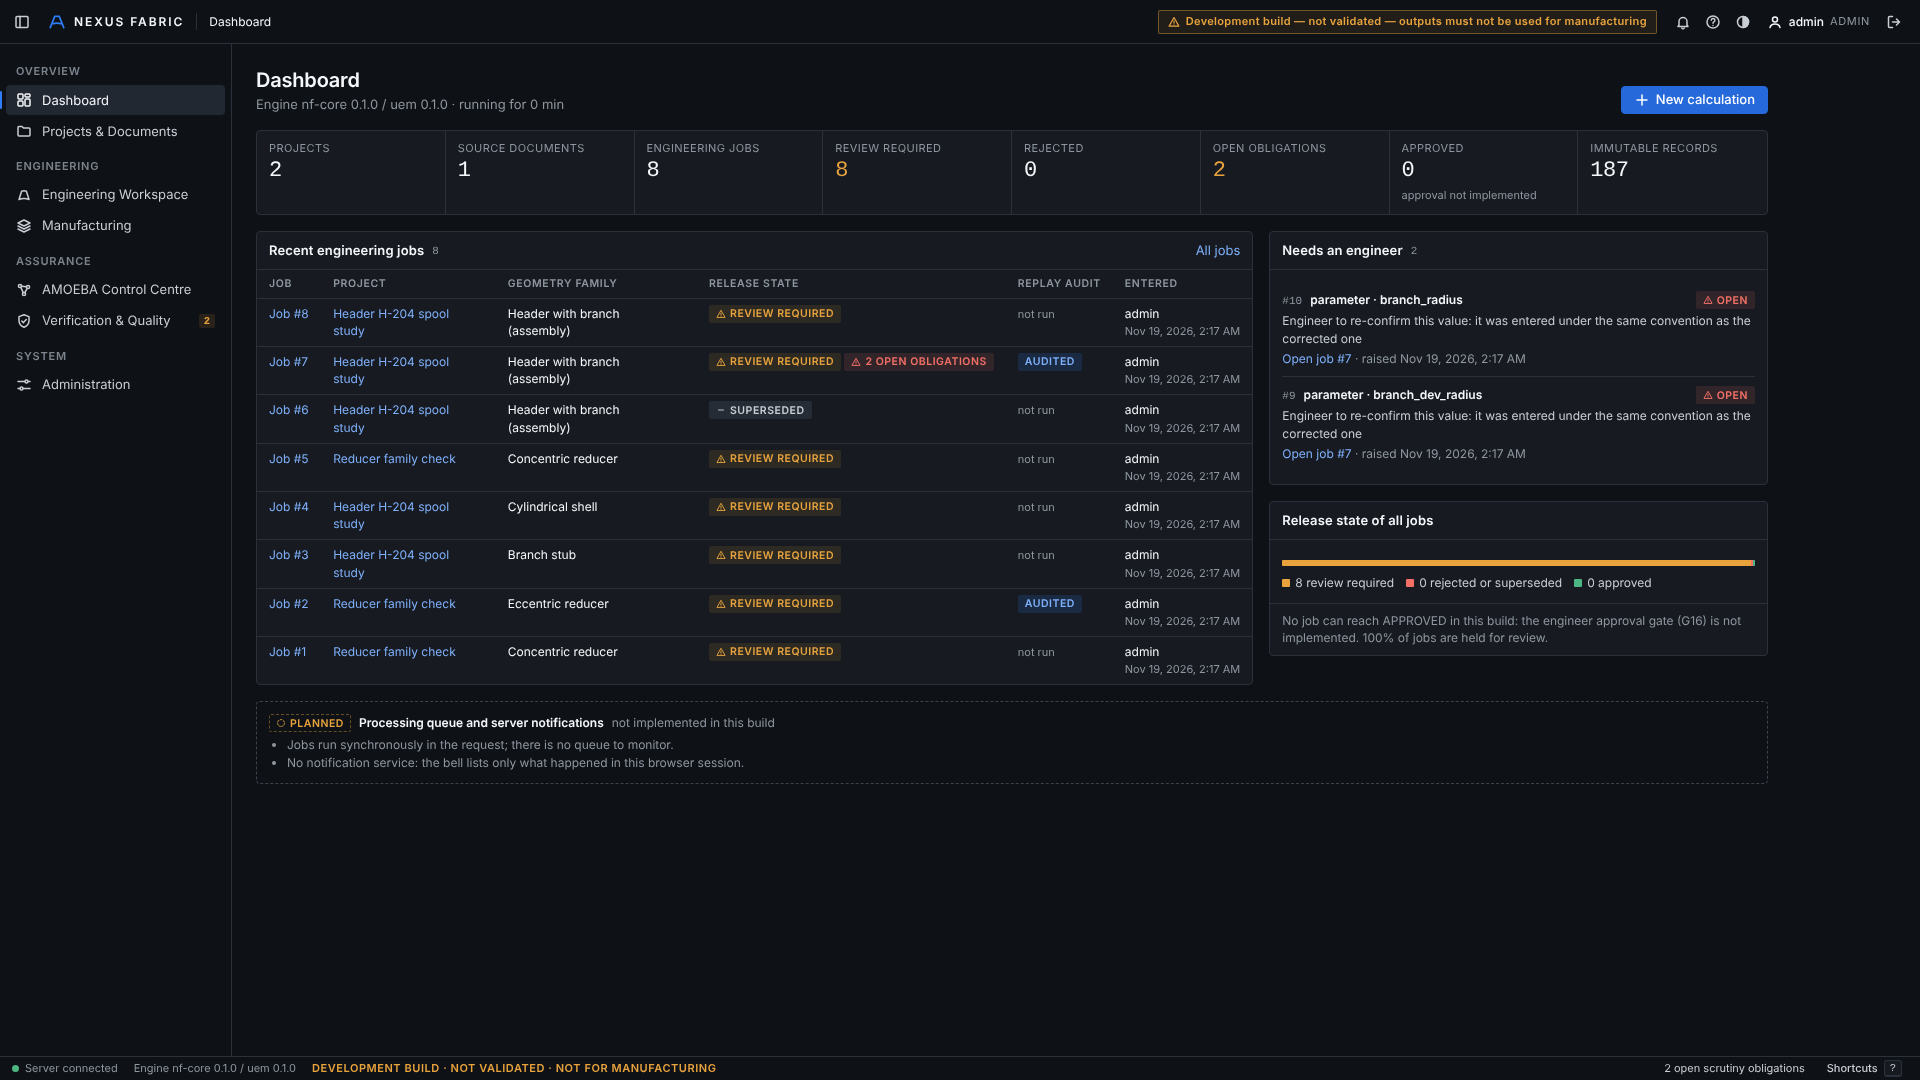 NEXUS FABRIC
Dashboard
Development build — not validated — outputs must not be used for manufacturing
admin ADMIN
OVERVIEW
Dashboard
Projects & Documents
ENGINEERING
Engineering Workspace
Manufacturing
ASSURANCE
AMOEBA Control Centre
Verification & Quality 2
SYSTEM
Administration
Dashboard
Engine nf-core 0.1.0 / uem 0.1.0 · running for 0 min
New calculation
PROJECTS
2
SOURCE DOCUMENTS
1
ENGINEERING JOBS
8
REVIEW REQUIRED
8
REJECTED
0
OPEN OBLIGATIONS
2
APPROVED
0
approval not implemented
IMMUTABLE RECORDS
187
Recent engineering jobs 8
All jobs
JOB PROJECT GEOMETRY FAMILY RELEASE STATE REPLAY AUDIT ENTERED
Job #8 Header H-204 spool study Header with branch (assembly) REVIEW REQUIRED not run admin
Nov 19, 2026, 2:17 AM
Job #7 Header H-204 spool study Header with branch (assembly) REVIEW REQUIRED 2 OPEN OBLIGATIONS AUDITED admin
Nov 19, 2026, 2:17 AM
Job #6 Header H-204 spool study Header with branch (assembly) SUPERSEDED not run admin
Nov 19, 2026, 2:17 AM
Job #5 Reducer family check Concentric reducer REVIEW REQUIRED not run admin
Nov 19, 2026, 2:17 AM
Job #4 Header H-204 spool study Cylindrical shell REVIEW REQUIRED not run admin
Nov 19, 2026, 2:17 AM
Job #3 Header H-204 spool study Branch stub REVIEW REQUIRED not run admin
Nov 19, 2026, 2:17 AM
Job #2 Reducer family check Eccentric reducer REVIEW REQUIRED AUDITED admin
Nov 19, 2026, 2:17 AM
Job #1 Reducer family check Concentric reducer REVIEW REQUIRED not run admin
Nov 19, 2026, 2:17 AM
Needs an engineer 2
#10 parameter · branch_radius OPEN
Engineer to re-confirm this value: it was entered under the same convention as the
corrected one
Open job #7 · raised Nov 19, 2026, 2:17 AM
#9 parameter · branch_dev_radius OPEN
Engineer to re-confirm this value: it was entered under the same convention as the
corrected one
Open job #7 · raised Nov 19, 2026, 2:17 AM
Release state of all jobs
8 review required 0 rejected or superseded 0 approved
No job can reach APPROVED in this build: the engineer approval gate (G16) is not
implemented. 100% of jobs are held for review.
PLANNED Processing queue and server notifications not implemented in this build
• Jobs run synchronously in the request; there is no queue to monitor.
• No notification service: the bell lists only what happened in this browser session.
Server connected Engine nf-core 0.1.0 / uem 0.1.0 DEVELOPMENT BUILD · NOT VALIDATED · NOT FOR MANUFACTURING
2 open scrutiny obligations Shortcuts ?